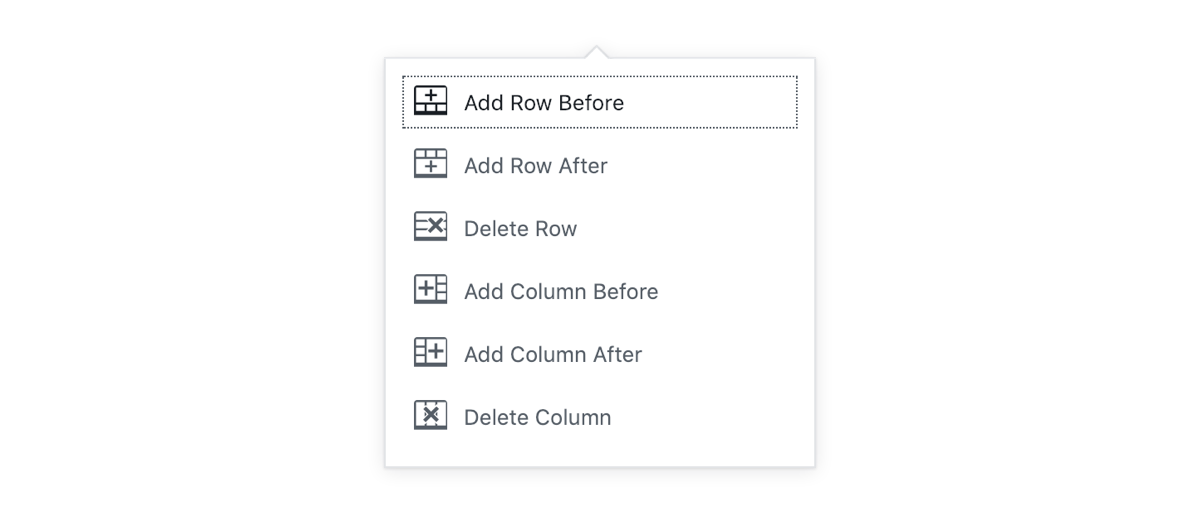 Add Row Before
Add Row After
Delete Row
Add Column Before
Add Column After
Delete Column